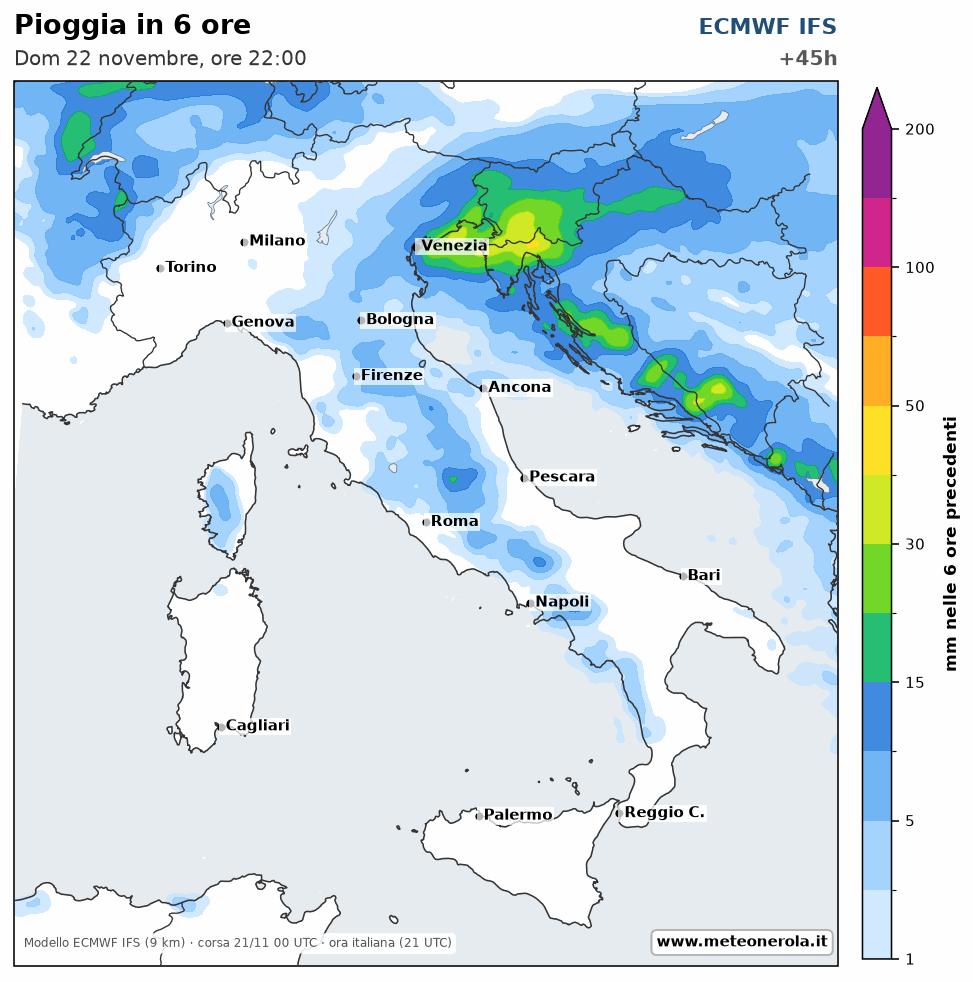 Pioggia in 6 ore
ECMWF IFS
Dom 22 novembre, ore 22:00
+45h
200
100
50
30
15
5
1
mm nelle 6 ore precedenti
Milano
Venezia
Torino
Genova
Bologna
Firenze
Ancona
Pescara
Roma
Bari
Napoli
Cagliari
Palermo
Reggio C.
Modello ECMWF IFS (9 km) · corsa 21/11 00 UTC · ora italiana (21 UTC)
www.meteonerola.it